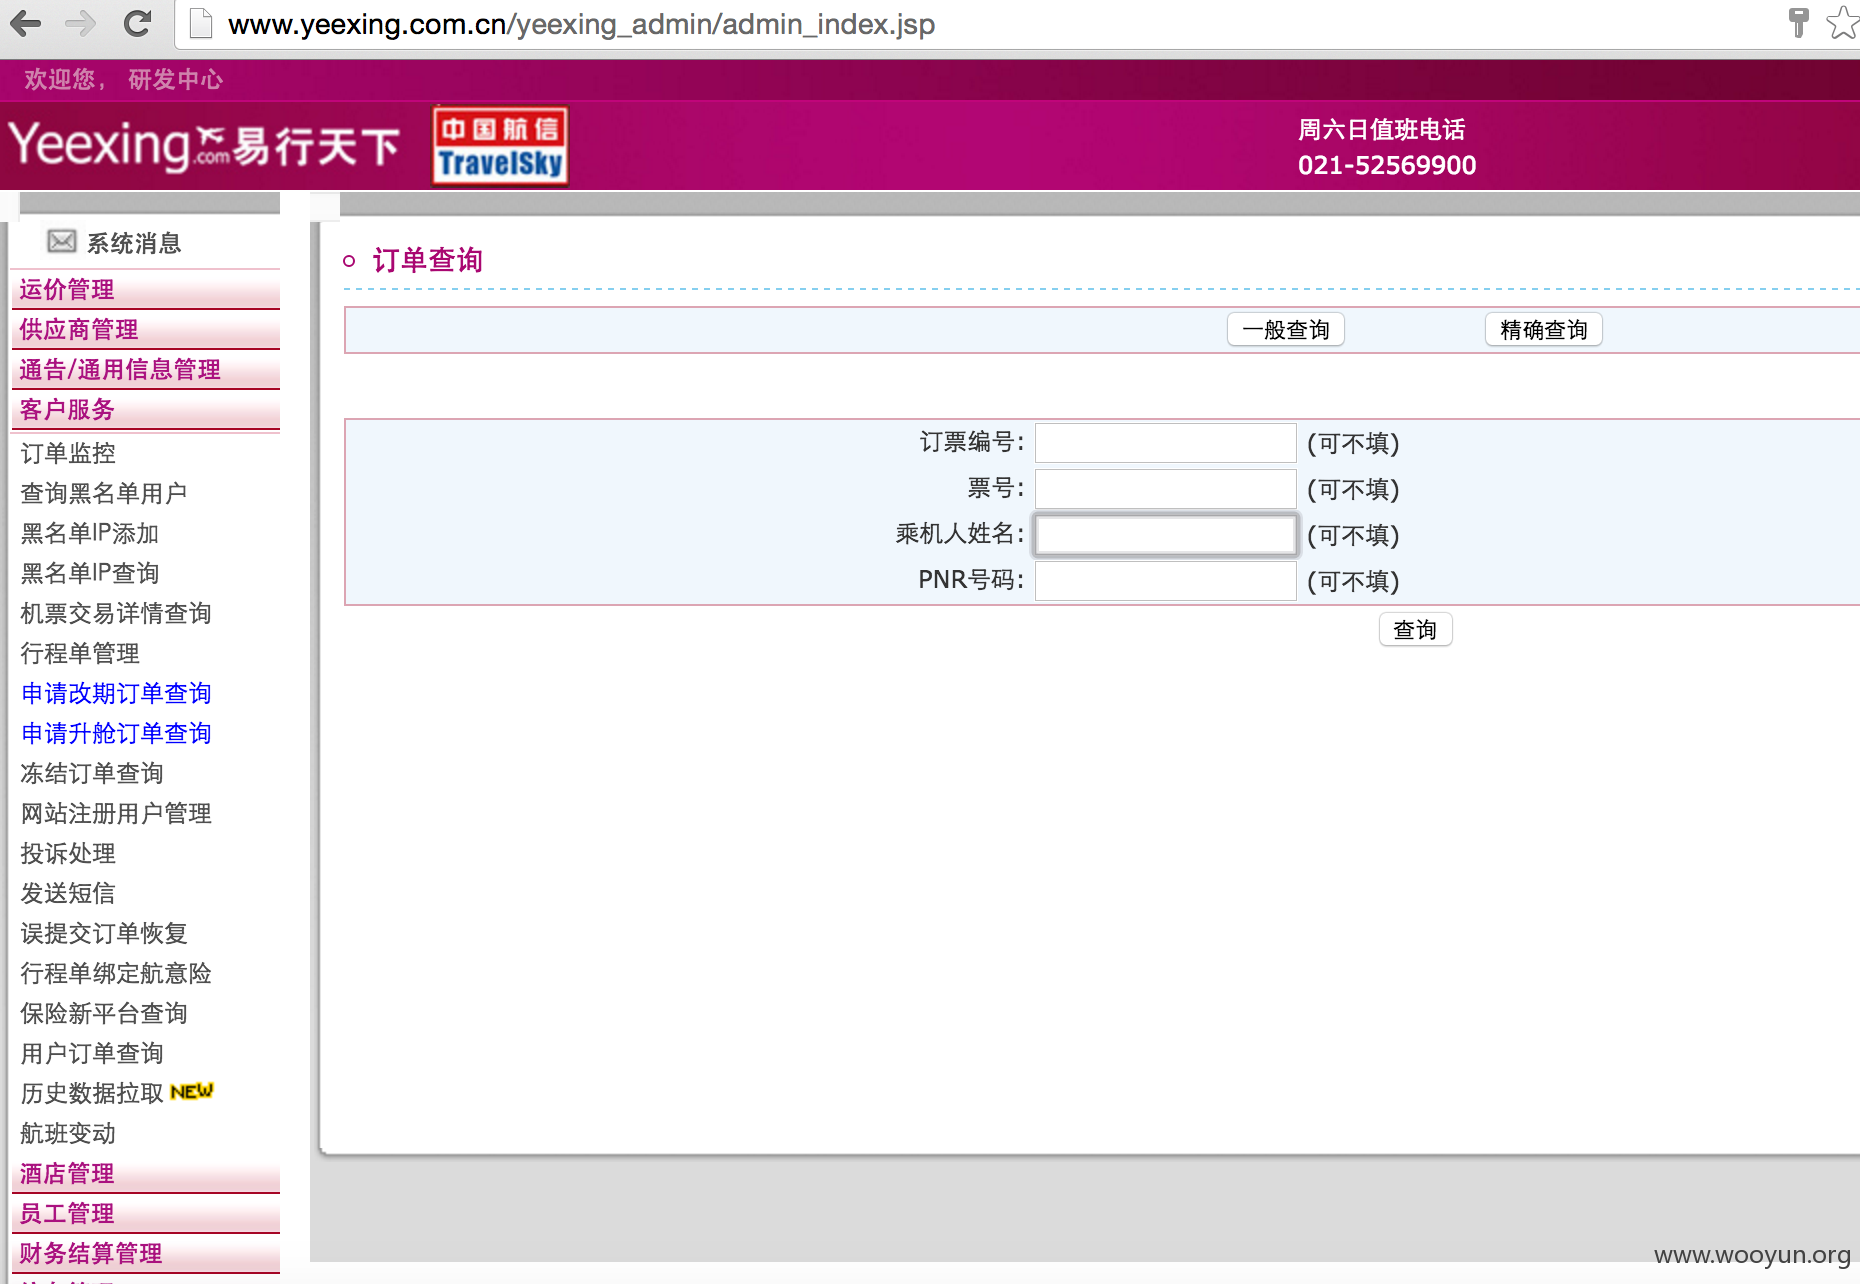 www.yeexing.com.cn/yeexing_admin/admin_index.jsp
欢迎您， 研发中心
Yeexing.com易行天下
中国航信
TravelSky
周六日值班电话
021-52569900
系统消息
运价管理
供应商管理
通告/通用信息管理
客户服务
订单监控
查询黑名单用户
黑名单IP添加
黑名单IP查询
机票交易详情查询
行程单管理
申请改期订单查询
申请升舱订单查询
冻结订单查询
网站注册用户管理
投诉处理
发送短信
误提交订单恢复
行程单绑定航意险
保险新平台查询
用户订单查询
历史数据拉取 NEW
航班变动
酒店管理
员工管理
财务结算管理
订单查询
一般查询 精确查询
订票编号: (可不填)
票号: (可不填)
乘机人姓名: (可不填)
PNR号码: (可不填)
查询
www.wooyun.org